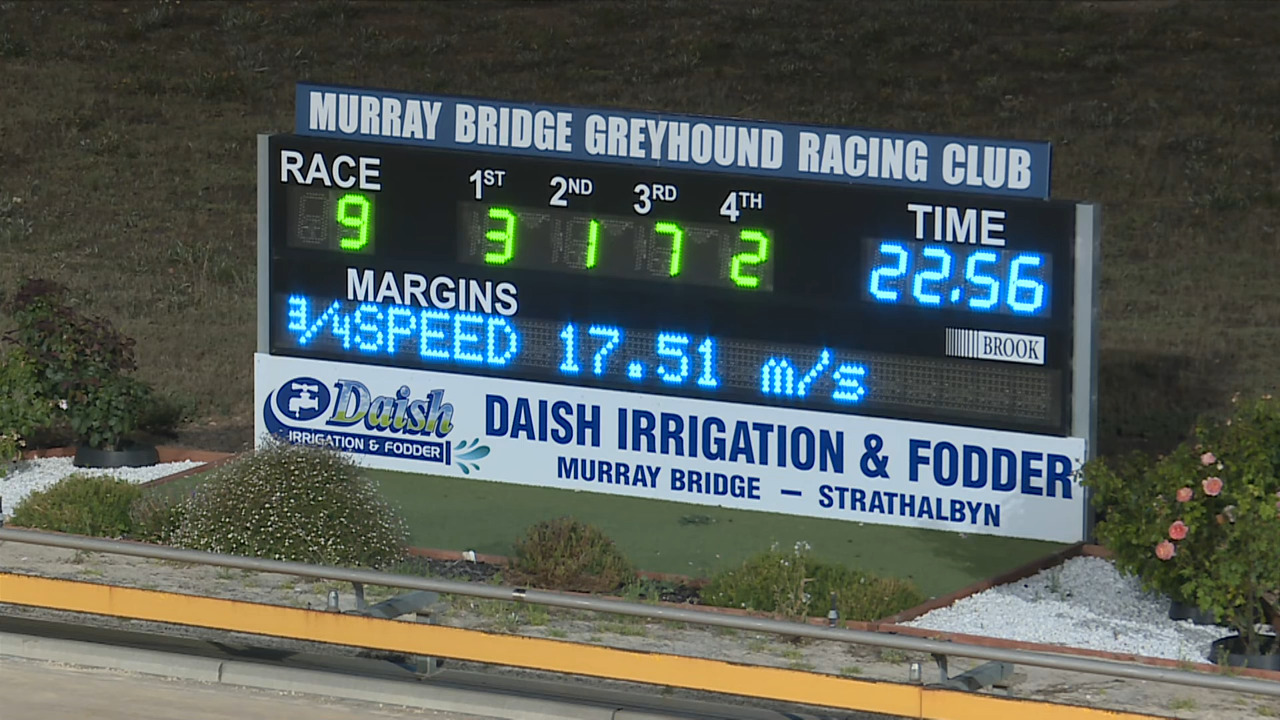 MURRAY BRIDGE GREYHOUND RACING CLUB
RACE 1ST 2ND 3RD 4TH TIME
9 3 1 7 2 22.56
MARGINS
3/4SPEED 17.51 m/s
BROOK
Daish
IRRIGATION & FODDER
DAISH IRRIGATION & FODDER
MURRAY BRIDGE – STRATHALBYN